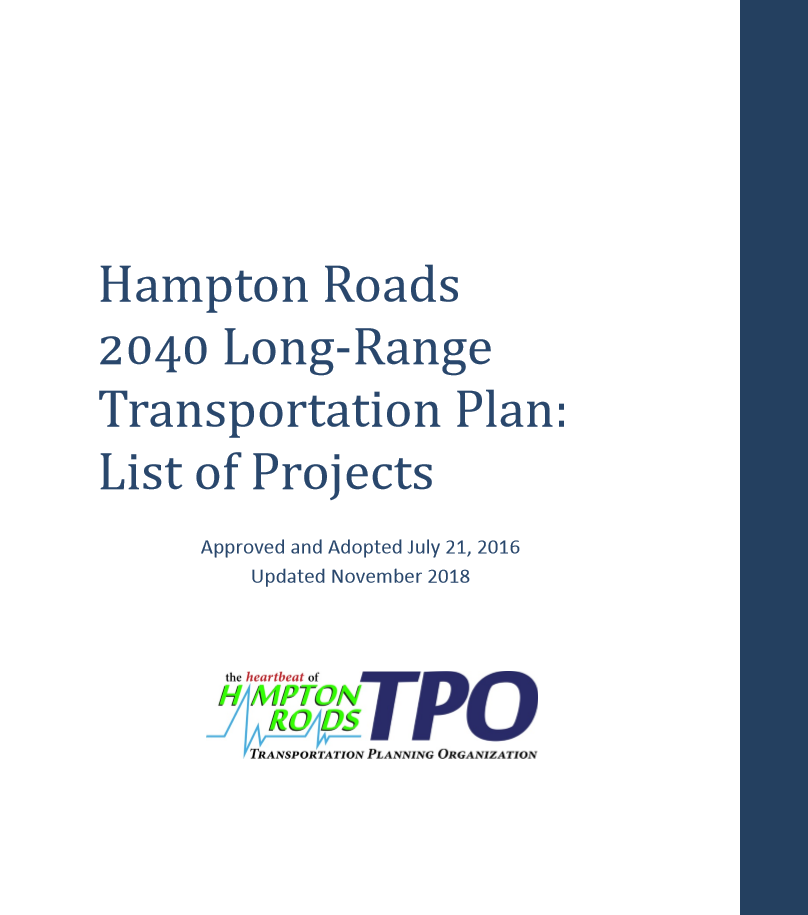 Hampton Roads
2040 Long-Range
Transportation Plan:
List of Projects
Approved and Adopted July 21, 2016
Updated November 2018
the heartbeat of
HAMPTON
ROADS
TPO
TRANSPORTATION PLANNING ORGANIZATION